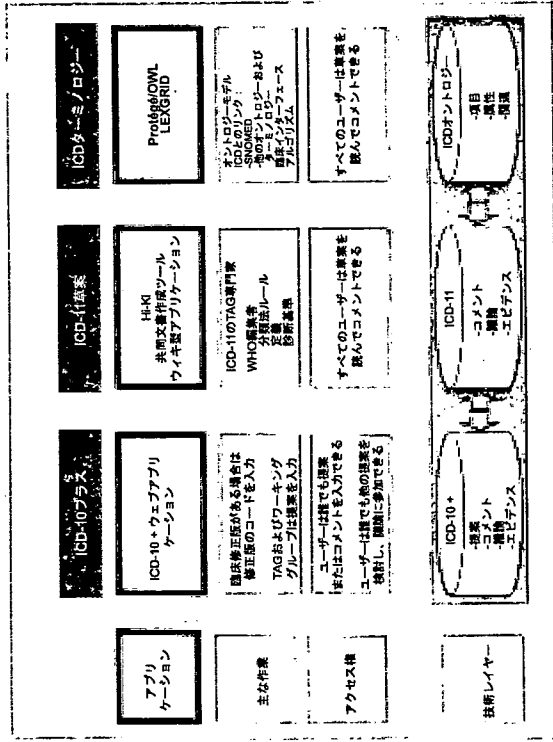 ICD-10プラス
ICD-11草案
ICDターミノロジー
アプリ
ケーション
ICD-10 + ウェブアプリ
ケーション
Hi-Ki
共同文書作成ツール
ウィキ型アプリケーション
Protégé/OWL
LEXGRID
主な作業
臨床修正版がある場合は
修正版のコードを入力
TAGおよびワーキング
グループは提案を入力
ICD-11のTAG専門家
WHO編集者
分類法ルール
定義
診断基準
オントロジーモデル
ICDとのリンク:
-SNOMED
-他のオントロジーおよび
ターミノロジー
臨床インターフェース
アルゴリズム
アクセス権
ユーザーは誰でも提案
またはコメントを入力できる
ユーザーは誰でも他の提案を
検討し、議論に参加できる
すべてのユーザーは草案を
読んでコメントできる
すべてのユーザーは草案を
読んでコメントできる
技術レイヤー
ICD-10 +
-提案
-コメント
-議論
-エビデンス
ICD-11
-コメント
-議論
-エビデンス
ICDオントロジー
-項目
-属性
-関連